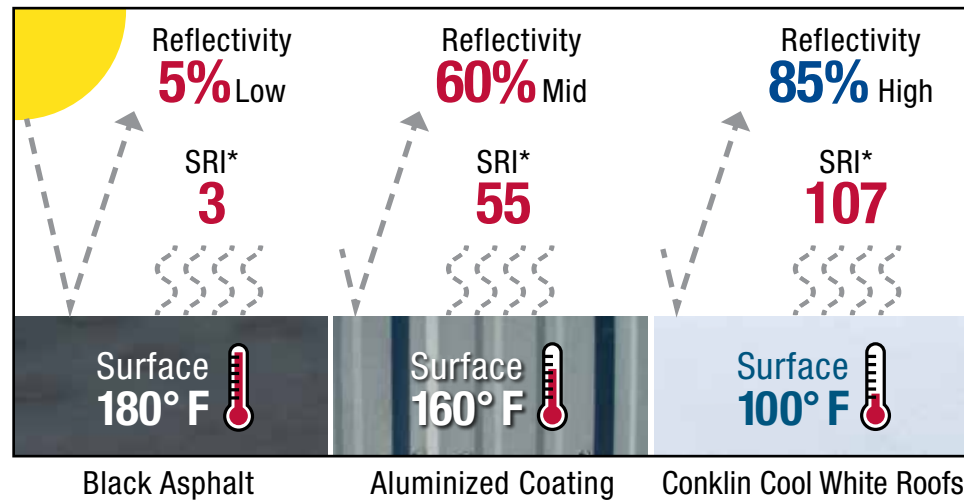 Reflectivity
5% Low
SRI*
3
Surface
180° F
Black Asphalt
Reflectivity
60% Mid
SRI*
55
Surface
160° F
Aluminized Coating
Reflectivity
85% High
SRI*
107
Surface
100° F
Conklin Cool White Roofs